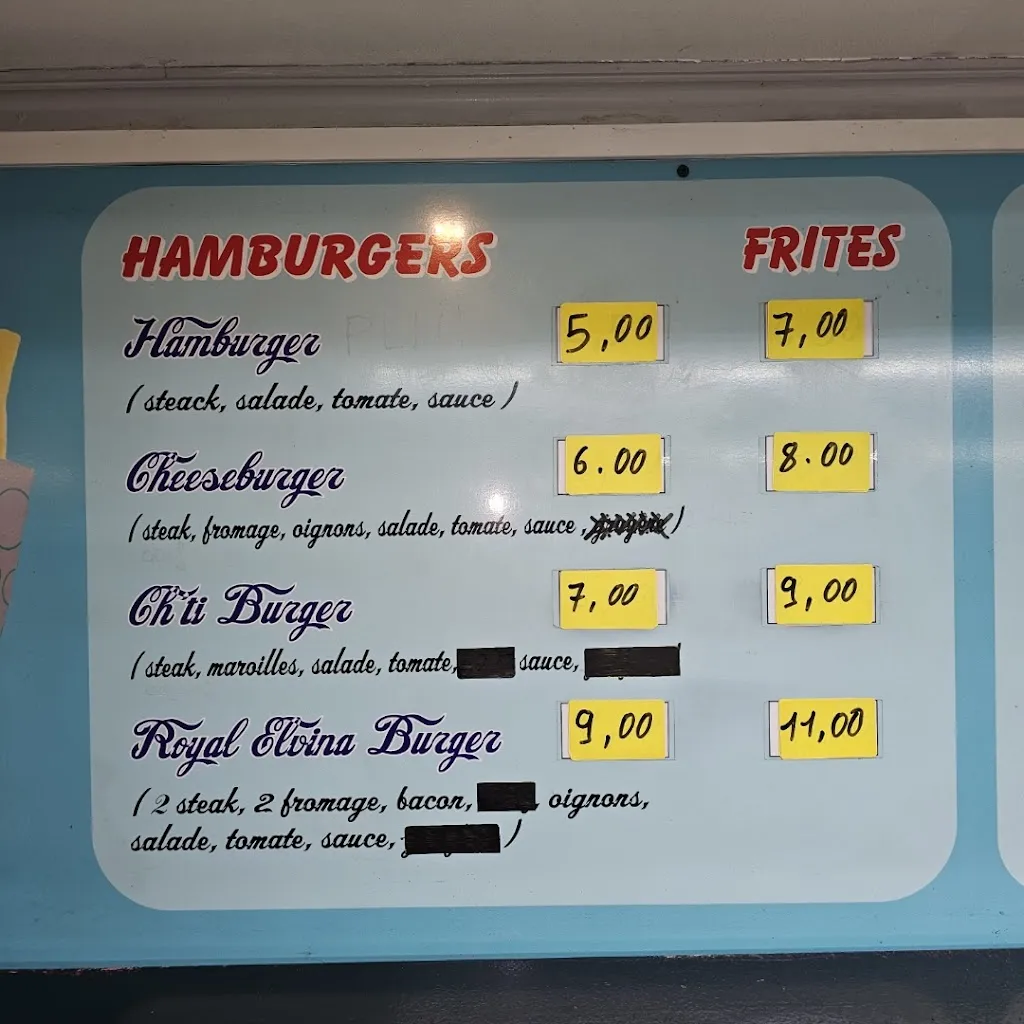 HAMBURGERS FRITES
Hamburger 5,00 7,00
( steack, salade, tomate, sauce )
Cheeseburger 6.00 8.00
( steak, fromage, oignons, salade, tomate, sauce, )
Ch'ti Burger 7,00 9,00
( steak, maroilles, salade, tomate, sauce,
Royal Elvina Burger 9,00 11,00
( 2 steak, 2 fromage, bacon, , oignons,
salade, tomate, sauce, )